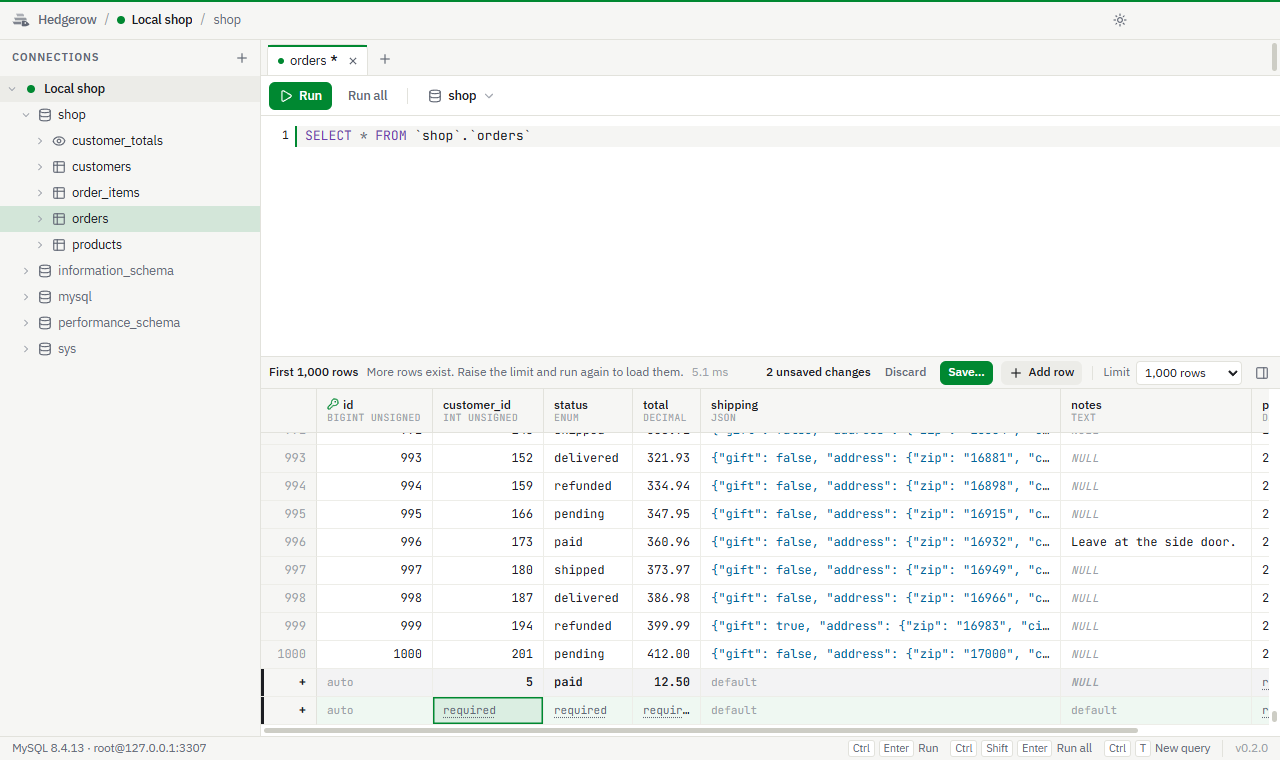 Hedgerow / Local shop / shop
CONNECTIONS
Local shop
shop
customer_totals
customers
order_items
orders
products
information_schema
mysql
performance_schema
sys
orders *
Run Run all shop
1 SELECT * FROM `shop`.`orders`
First 1,000 rows More rows exist. Raise the limit and run again to load them. 5.1 ms 2 unsaved changes Discard Save... Add row Limit 1,000 rows
id customer_id status total shipping notes p
BIGINT UNSIGNED INT UNSIGNED ENUM DECIMAL JSON TEXT D
993 993 152 delivered 321.93 {"gift": false, "address": {"zip": "16881", "c… NULL 2
994 994 159 refunded 334.94 {"gift": false, "address": {"zip": "16898", "c… NULL 2
995 995 166 pending 347.95 {"gift": false, "address": {"zip": "16915", "c… NULL 2
996 996 173 paid 360.96 {"gift": false, "address": {"zip": "16932", "c… Leave at the side door. 2
997 997 180 shipped 373.97 {"gift": false, "address": {"zip": "16949", "c… NULL 2
998 998 187 delivered 386.98 {"gift": false, "address": {"zip": "16966", "c… NULL 2
999 999 194 refunded 399.99 {"gift": true, "address": {"zip": "16983", "ci… NULL 2
1000 1000 201 pending 412.00 {"gift": false, "address": {"zip": "17000", "c… NULL 2
+ auto 5 paid 12.50 default NULL r
+ auto required required requir… default default r
MySQL 8.4.13 · root@127.0.0.1:3307 Ctrl Enter Run Ctrl Shift Enter Run all Ctrl T New query v0.2.0